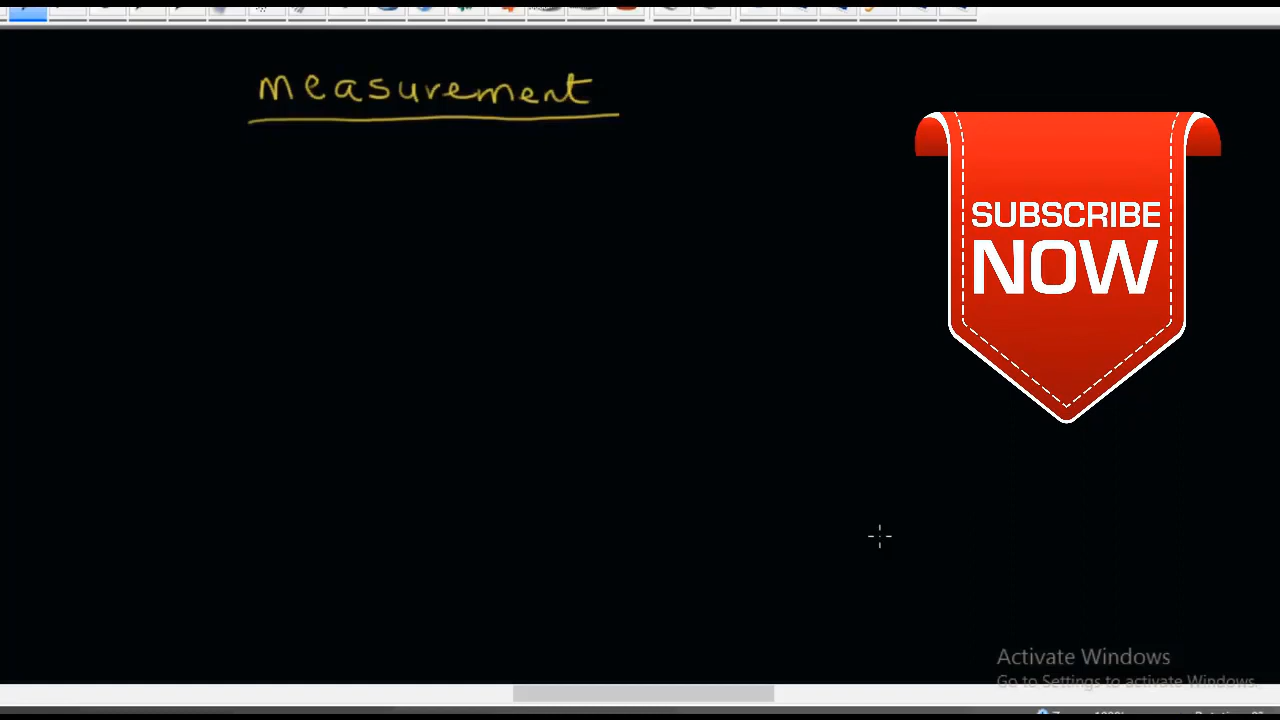 measurement
SUBSCRIBE
NOW
Activate Windows
Go to Settings to activate Windows.